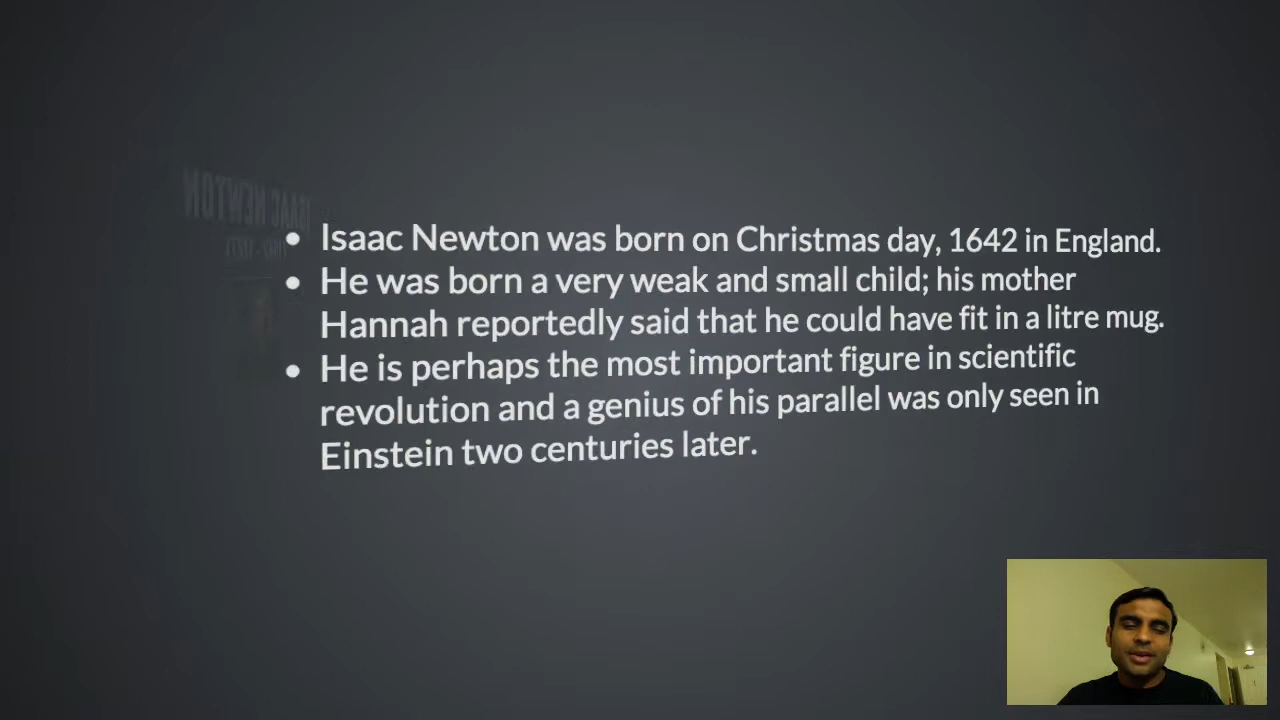 ISAAC NEWTON
• Isaac Newton was born on Christmas day, 1642 in England.
• He was born a very weak and small child; his mother
Hannah reportedly said that he could have fit in a litre mug.
• He is perhaps the most important figure in scientific
revolution and a genius of his parallel was only seen in
Einstein two centuries later.